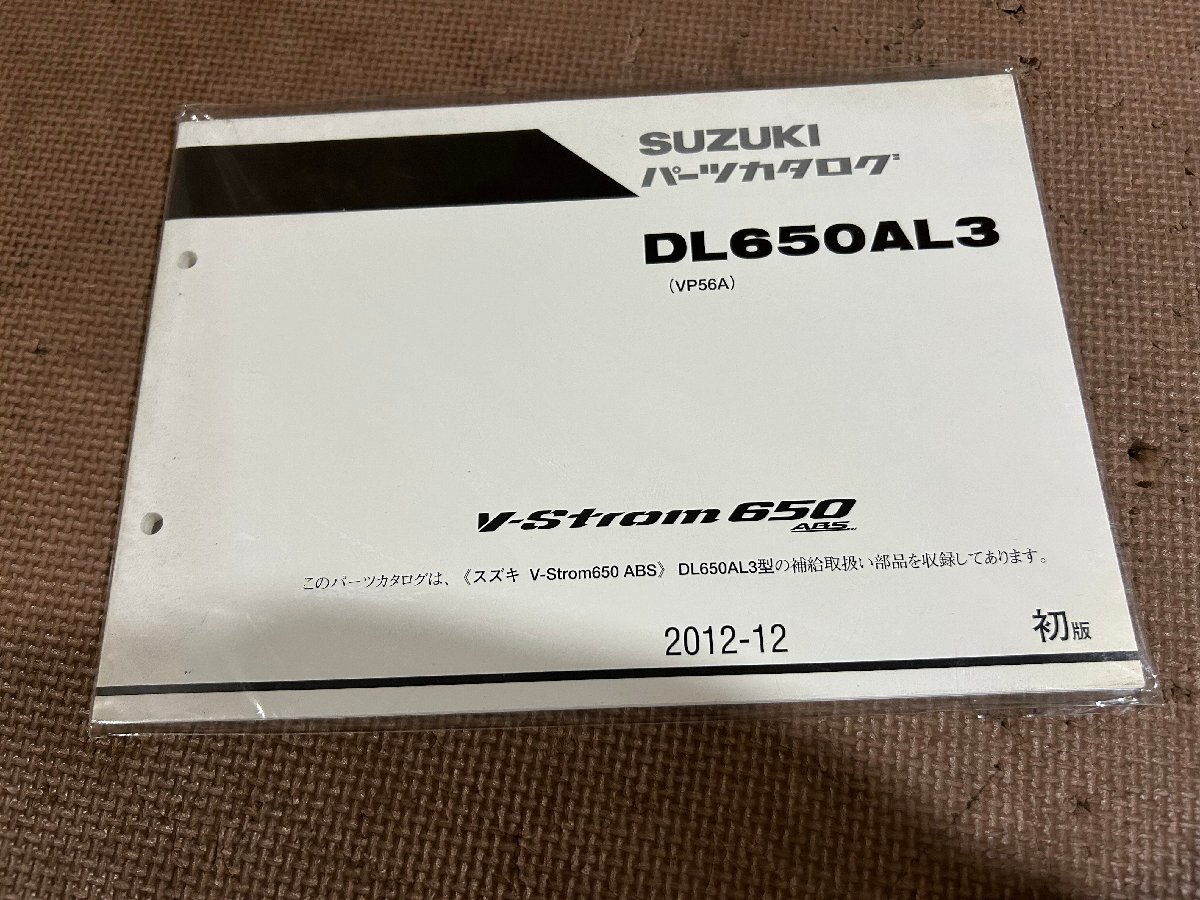 SUZUKI
パーツカタログ
DL650AL3
(VP56A)
V-Strom 650
ABS
このパーツカタログは、《スズキ V-Strom650 ABS》 DL650AL3型の補給取扱い部品を収録してあります。
2012-12 初版